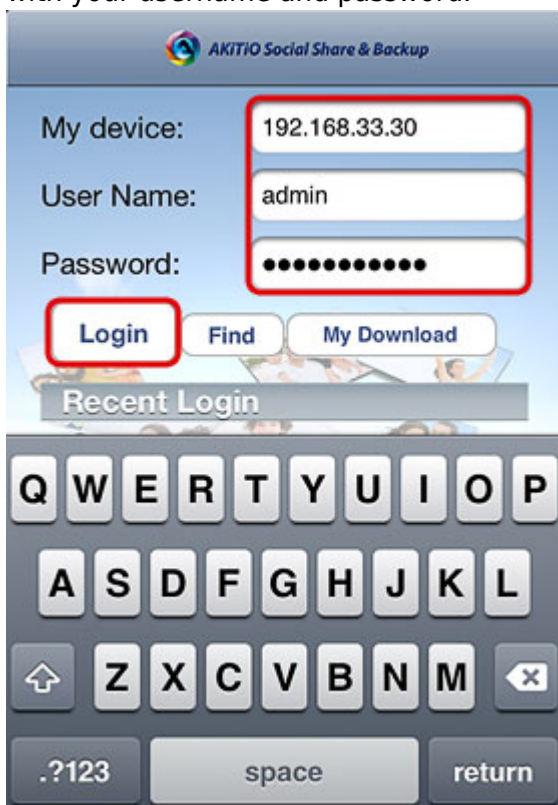 with your username and password.
AKiTiO Social Share & Backup
My device: 192.168.33.30
User Name: admin
Password: ●●●●●●●●●●●
Login Find My Download
Recent Login
Q W E R T Y U I O P
A S D F G H J K L
Z X C V B N M
.?123 space return